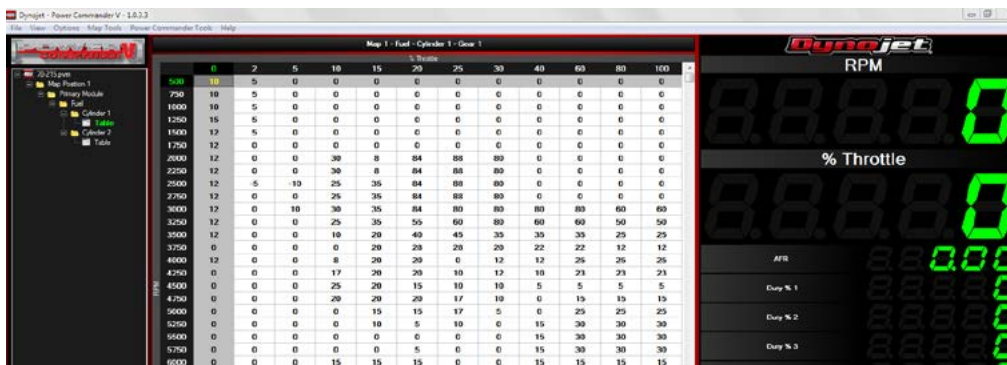 Dynojet - Power Commander V - 1.0.3.3
File View Options Map Tools Power Commander Tools Help
Map 1 - Fuel - Cylinder 1 - Gear 1
% Throttle
0 2 5 10 15 20 25 30 40 60 80 100
500 10 5 0 0 0 0 0 0 0 0 0 0
750 10 5 0 0 0 0 0 0 0 0 0 0
1000 10 5 0 0 0 0 0 0 0 0 0 0
1250 15 5 0 0 0 0 0 0 0 0 0 0
1500 12 5 0 0 0 0 0 0 0 0 0 0
1750 12 0 0 0 0 0 0 0 0 0 0 0
2000 12 0 0 30 8 84 88 80 0 0 0 0
2250 12 0 0 30 8 84 88 80 0 0 0 0
2500 12 -5 -10 25 35 84 88 80 0 0 0 0
2750 12 0 0 25 35 84 88 80 0 0 0 0
3000 12 0 10 30 35 84 80 80 80 80 60 60
3250 12 0 0 25 35 55 60 80 60 60 50 50
3500 12 0 0 10 20 40 45 35 35 35 25 25
3750 0 0 0 0 20 28 28 20 22 22 12 12
4000 12 0 0 8 20 20 0 12 12 25 25 25
4250 0 0 0 17 20 20 10 12 10 23 23 23
4500 0 0 0 25 20 15 10 10 5 5 5 5
4750 0 0 0 20 20 20 17 10 0 15 15 15
5000 0 0 0 0 15 15 17 5 0 25 25 25
5250 0 0 0 0 10 5 10 0 15 30 30 30
5500 0 0 0 0 0 0 0 0 15 30 30 30
5750 0 0 0 0 0 5 0 0 15 30 30 30
6000 0 0 0 15 15 15 0 0 15 15 15 15
RPM
70-215.pvm
Map Position 1
Primary Module
Fuel
Cylinder 1
Table
Cylinder 2
Table
Dynojet
RPM
0
% Throttle
0
AFR
0.00
Duty % 1
0
Duty % 2
0
Duty % 3
0